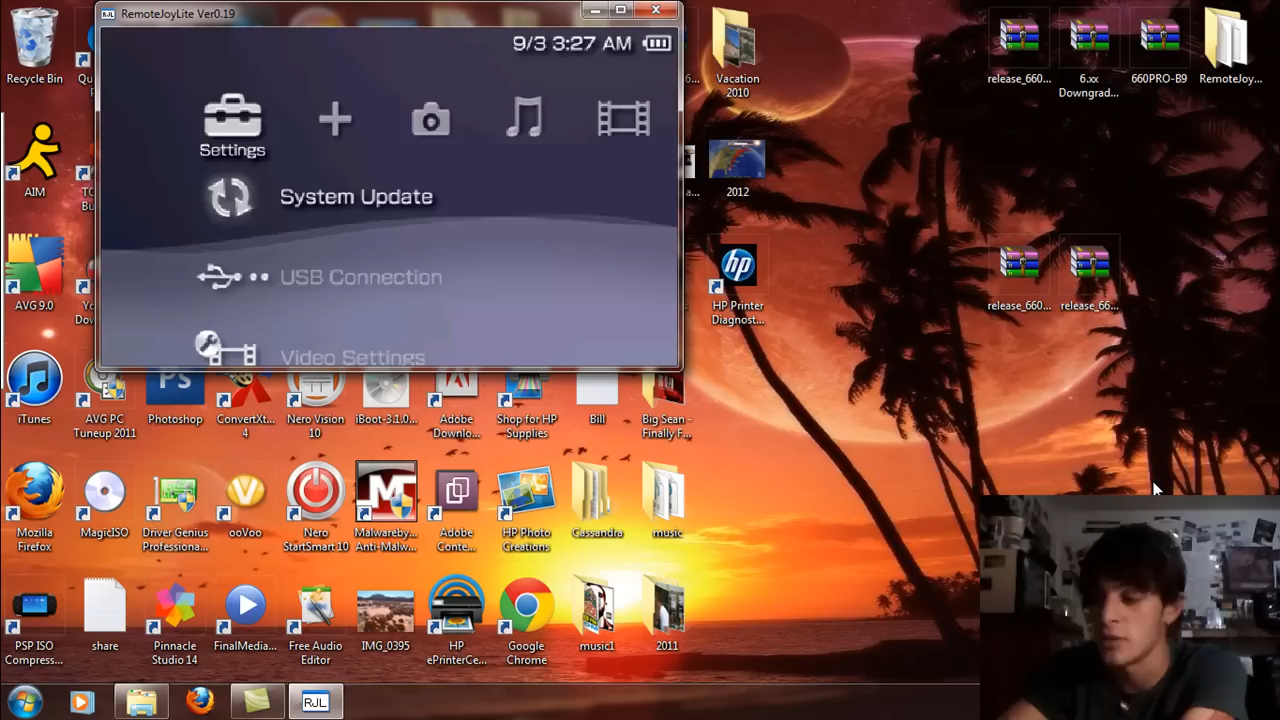 RemoteJoyLite Ver0.19
9/3 3:27 AM
Settings
System Update
USB Connection
Video Settings
Recycle Bin
AIM
AVG 9.0
iTunes
AVG PC
Tuneup 2011
Photoshop
ConvertXt...
4
Nero Vision
10
iBoot-3.1.0...
Adobe
Downlo...
Shop for HP
Supplies
Bill
Big Sean -
Finally F...
Mozilla
Firefox
MagicISO
Driver Genius
Professiona...
ooVoo
Nero
StartSmart 10
Malwareby...
Anti-Malw...
Adobe
Conte...
HP Photo
Creations
Cassandra
music
PSP ISO
Compress...
share
Pinnacle
Studio 14
FinalMedia...
Free Audio
Editor
IMG_0395
HP
ePrinterCe...
Google
Chrome
music1
2011
Vacation
2010
2012
HP Printer
Diagnost...
release_660...
6.xx
Downgrad...
660PRO-B9
RemoteJoy...
release_660...
release_66...
RJL